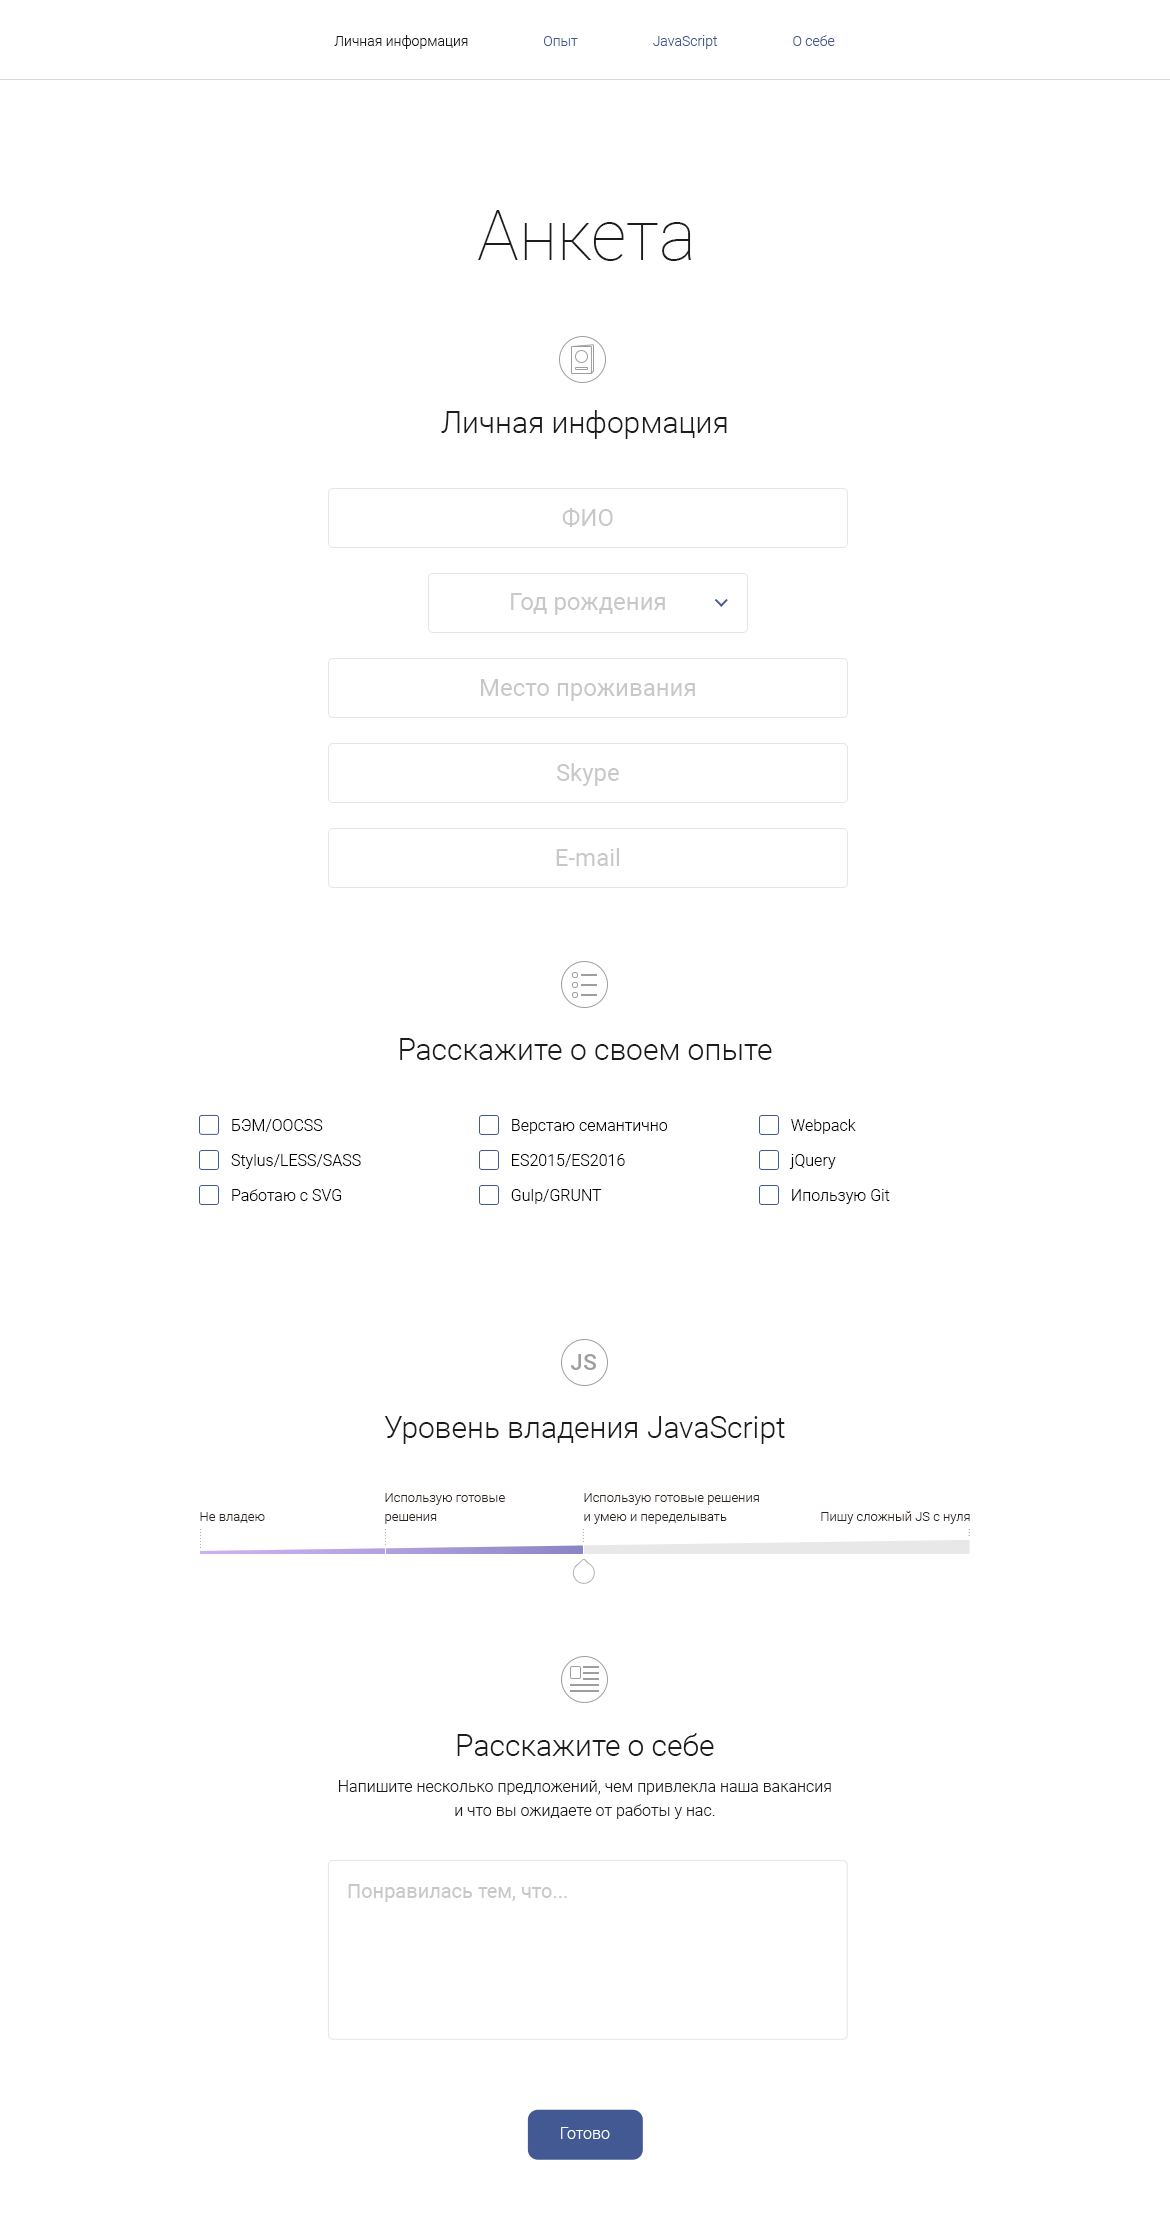 Личная информация Опыт JavaScript О себе
Анкета
Личная информация
ФИО
Год рождения
Место проживания
Skype
E-mail
Расскажите о своем опыте
БЭМ/OOCSS Верстаю семантично Webpack
Stylus/LESS/SASS ES2015/ES2016 jQuery
Работаю с SVG Gulp/GRUNT Ипользую Git
JS
Уровень владения JavaScript
Не владею
Использую готовые
решения
Использую готовые решения
и умею и переделывать
Пишу сложный JS с нуля
Расскажите о себе
Напишите несколько предложений, чем привлекла наша вакансия
и что вы ожидаете от работы у нас.
Понравилась тем, что...
Готово